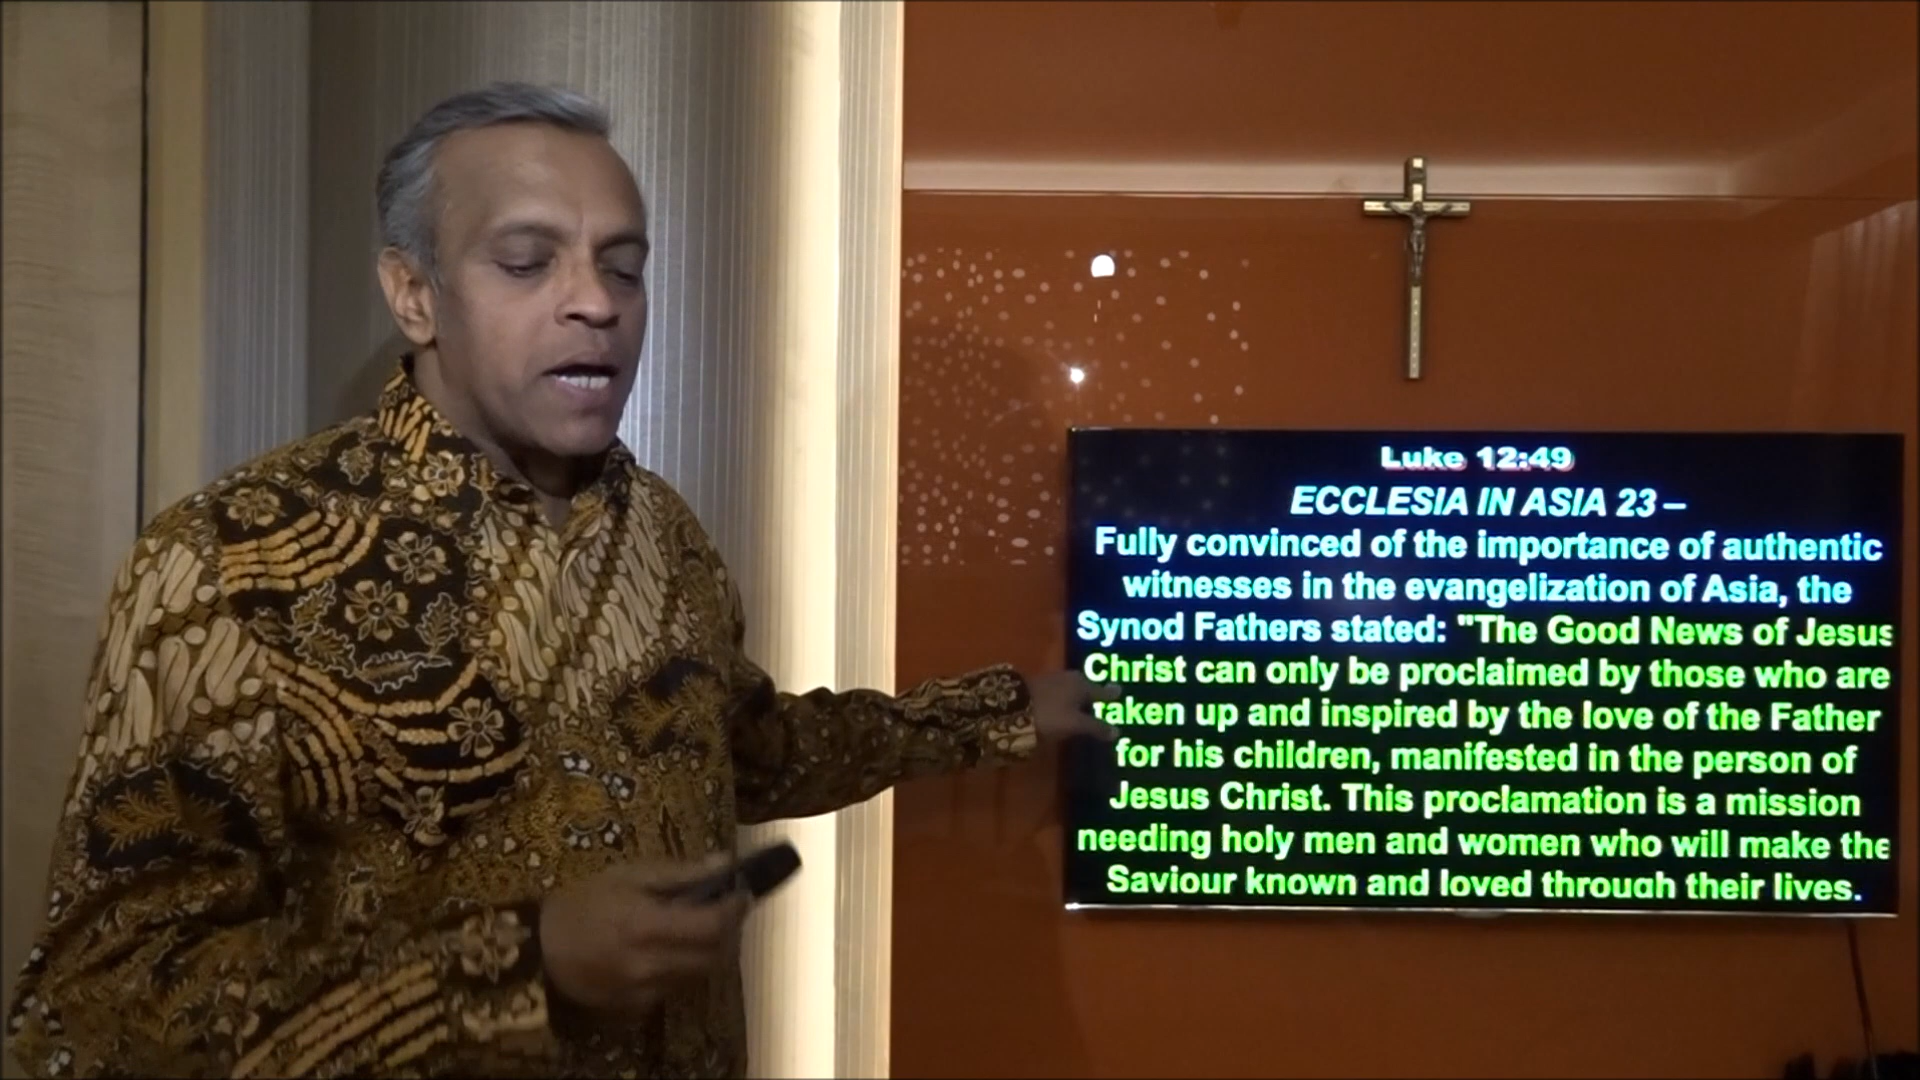 Luke 12:49
ECCLESIA IN ASIA 23 –
Fully convinced of the importance of authentic
witnesses in the evangelization of Asia, the
Synod Fathers stated: "The Good News of Jesus
Christ can only be proclaimed by those who are
taken up and inspired by the love of the Father
for his children, manifested in the person of
Jesus Christ. This proclamation is a mission
needing holy men and women who will make the
Saviour known and loved through their lives.